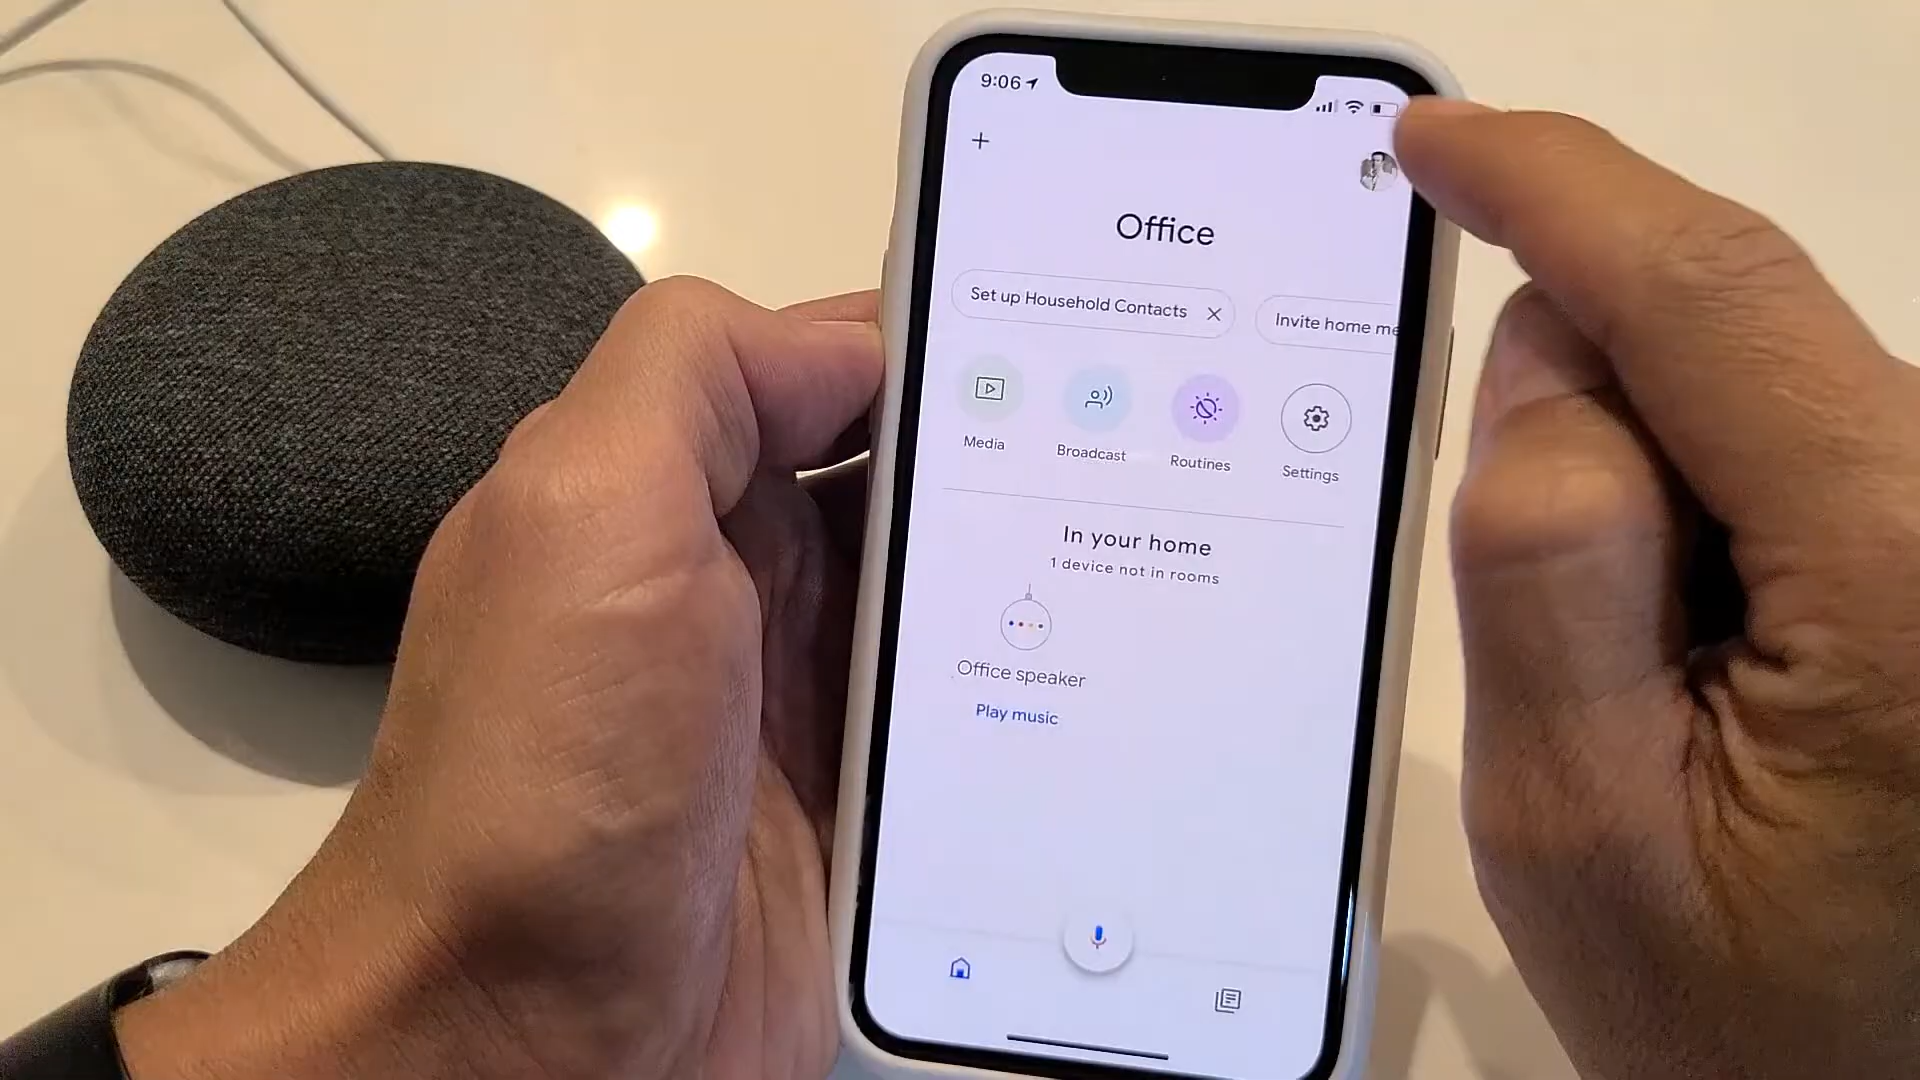 9:06
Office
Set up Household Contacts
Invite home me
Media
Broadcast
Routines
Settings
In your home
1 device not in rooms
Office speaker
Play music